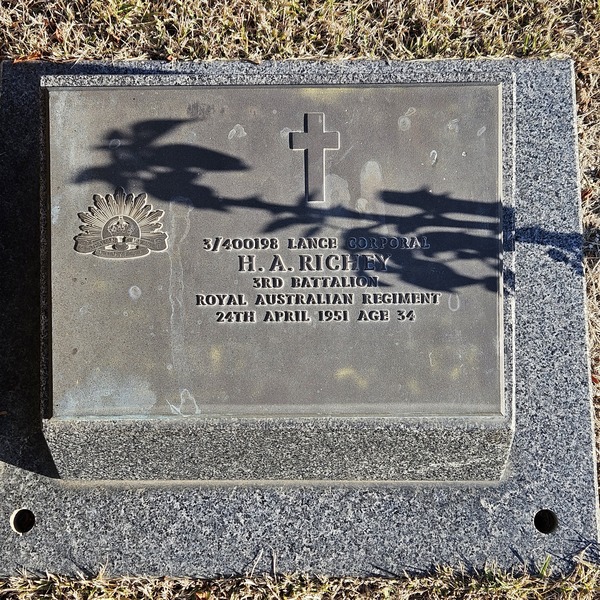 3/400198 LANCE CORPORAL
H. A. RICHEY
3RD BATTALION
ROYAL AUSTRALIAN REGIMENT
24TH APRIL 1951 AGE 34